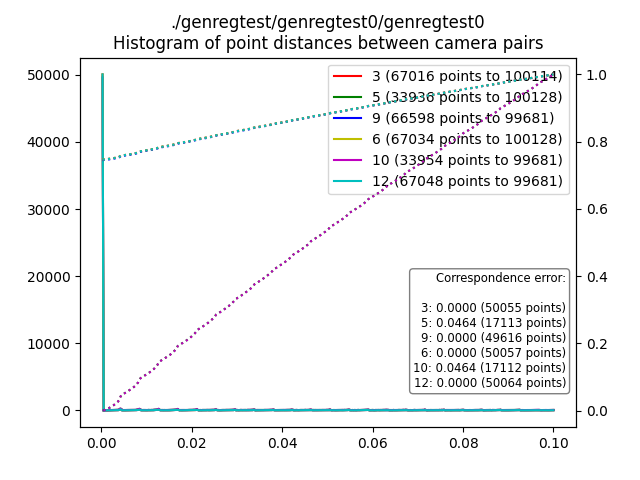 ./genregtest/genregtest0/genregtest0
Histogram of point distances between camera pairs
3 (67016 points to 100114)
5 (33936 points to 100128)
9 (66598 points to 99681)
6 (67034 points to 100128)
10 (33954 points to 99681)
12 (67048 points to 99681)
50000
40000
30000
20000
10000
0
1.0
0.8
0.6
0.4
0.2
0.0
Correspondence error:
3: 0.0000 (50055 points)
5: 0.0464 (17113 points)
9: 0.0000 (49616 points)
6: 0.0000 (50057 points)
10: 0.0464 (17112 points)
12: 0.0000 (50064 points)
0.00 0.02 0.04 0.06 0.08 0.10